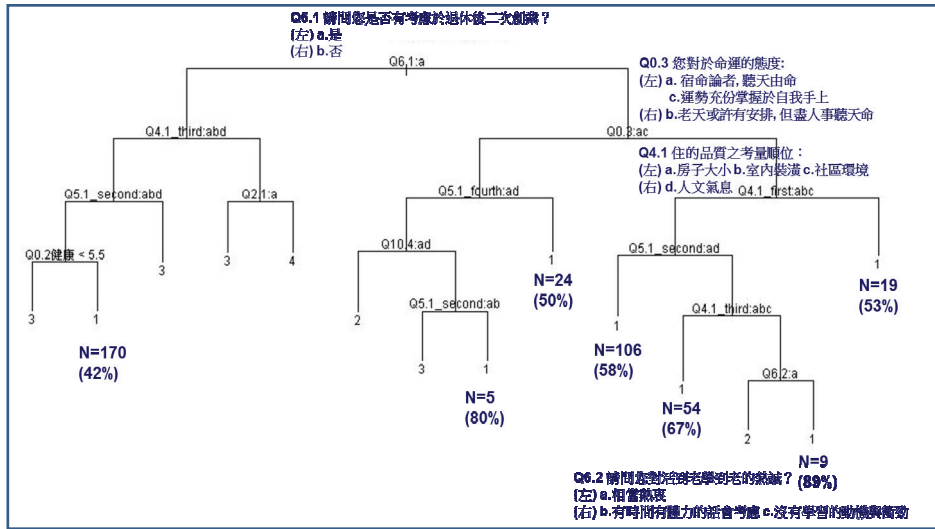 Q6.1 請問您是否有考慮於退休後二次創業？
(左) a.是
(右) b.否
Q6.1:a
Q0.3 您對於命運的態度:
(左) a. 宿命論者, 聽天由命
c.運勢充份掌握於自我手上
(右) b.老天或許有安排, 但盡人事聽天命
Q4.1_third:abd
Q0.3:ac
Q4.1 住的品質之考量順位：
(左) a.房子大小 b.室內裝潢 c.社區環境
(右) d.人文氣息
Q5.1_second:abd
Q2.1:a
Q5.1_fourth:ad
Q4.1_first:abc
Q0.2健康 < 5.5
3
3
4
Q10.4:ad
1
N=24
(50%)
Q5.1_second:ad
1
N=19
(53%)
3
1
N=170
(42%)
2
Q5.1_second:ab
1
N=106
(58%)
Q4.1_third:abc
3
1
N=5
(80%)
1
N=54
(67%)
Q6.2:a
2
1
N=9
(89%)
Q6.2 請問您對活到老學到老的熱誠？
(左) a.相當熱衷
(右) b.有時間有體力的話會考慮 c.沒有學習的動機與衝勁